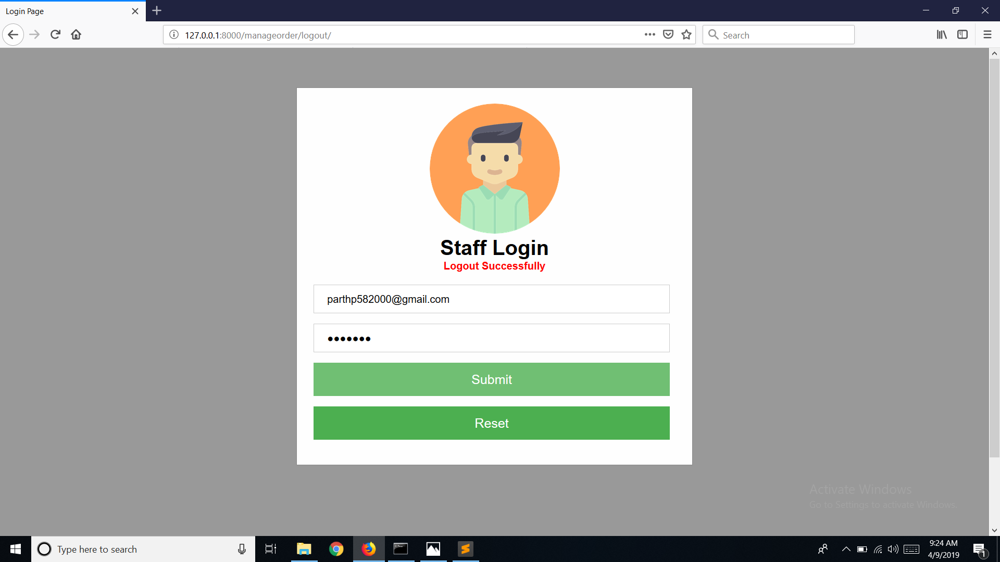 Login Page
127.0.0.1:8000/manageorder/logout/
Search
Staff Login
Logout Successfully
parthp582000@gmail.com
•••••••
Submit
Reset
Activate Windows
Go to Settings to activate Windows.
Type here to search
9:24 AM
4/9/2019
1